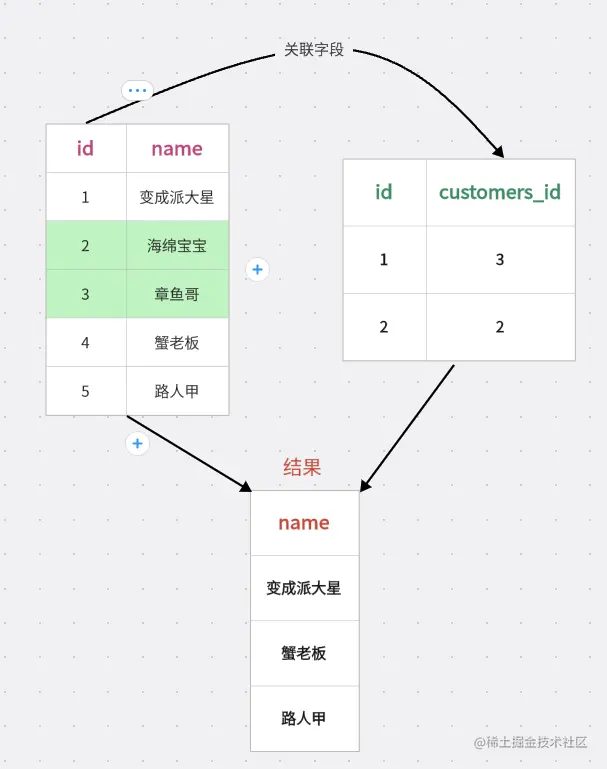 关联字段
id name
1 变成派大星
2 海绵宝宝
3 章鱼哥
4 蟹老板
5 路人甲
id customers_id
1 3
2 2
结果
name
变成派大星
蟹老板
路人甲
@稀土掘金技术社区